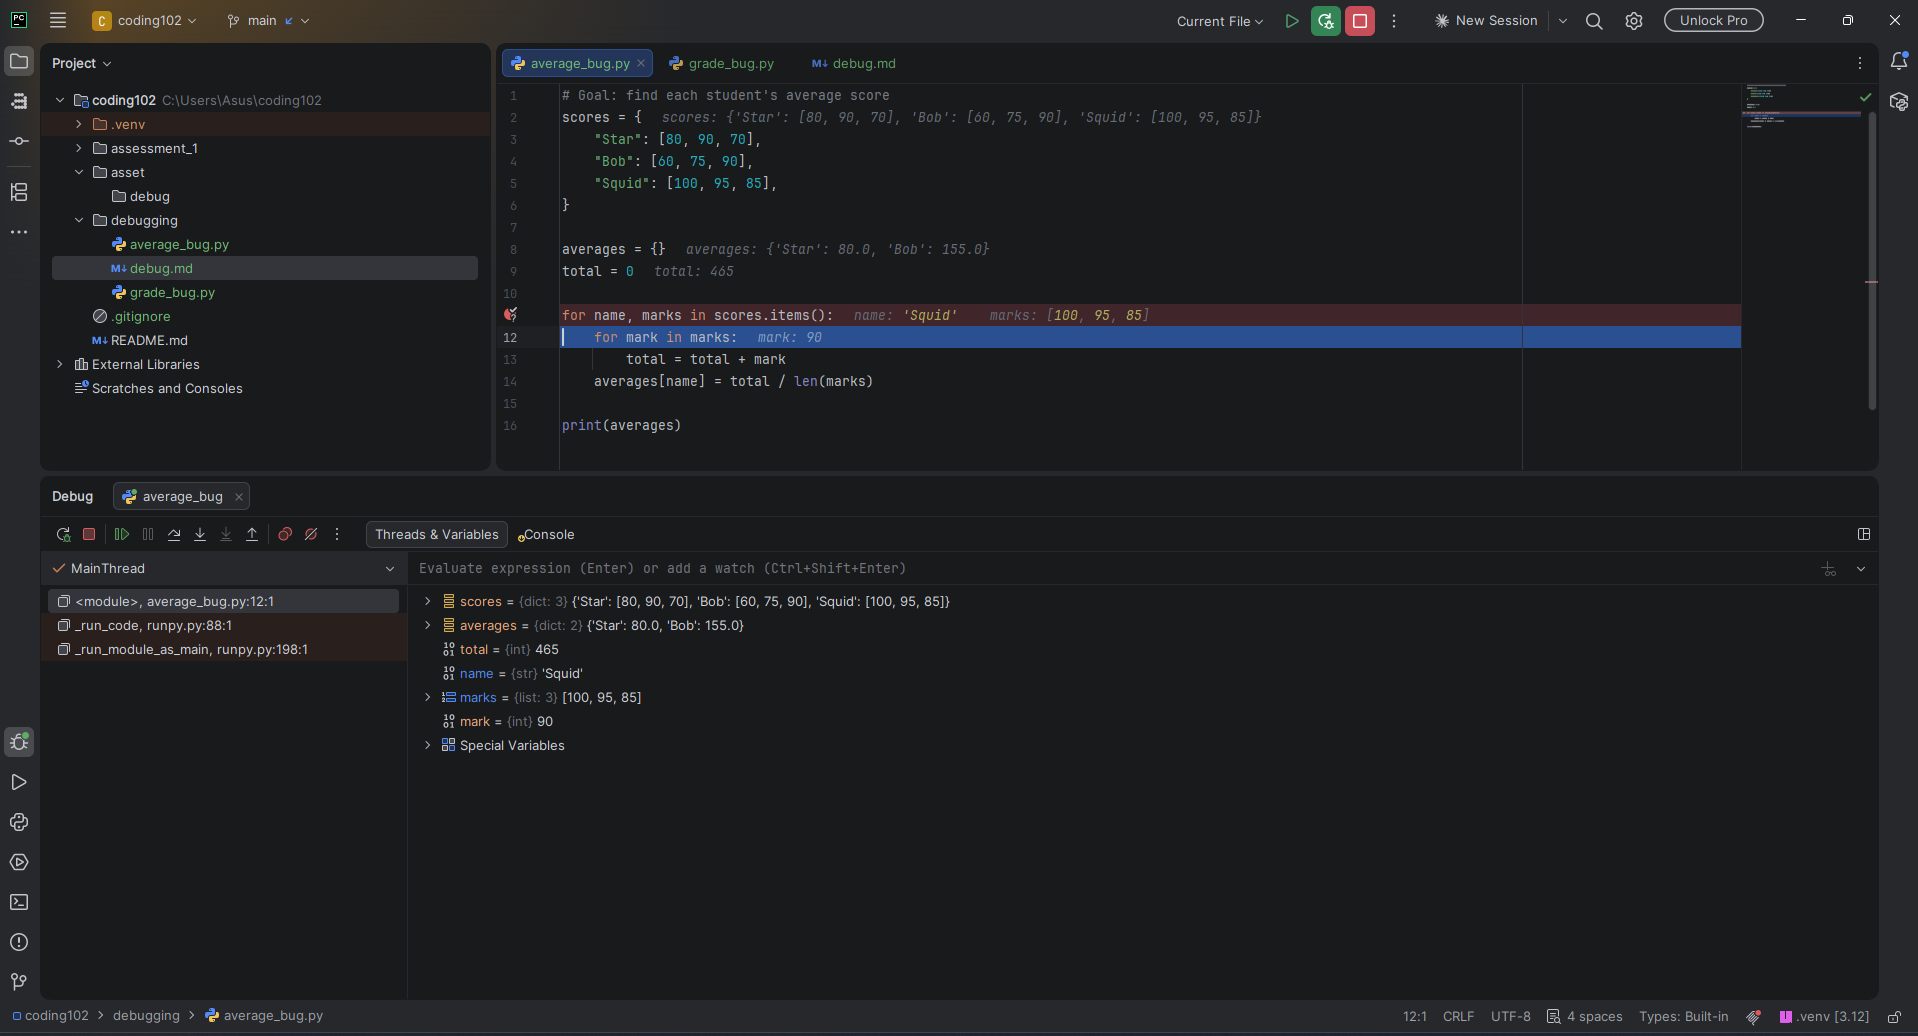 PC
C coding102
main
Current File
New Session
Unlock Pro
Project
coding102 C:\Users\Asus\coding102
.venv
assessment_1
asset
debug
debugging
average_bug.py
M↓ debug.md
grade_bug.py
.gitignore
M↓ README.md
External Libraries
Scratches and Consoles
average_bug.py
grade_bug.py
M↓ debug.md
1 # Goal: find each student's average score
2 scores = { scores: {'Star': [80, 90, 70], 'Bob': [60, 75, 90], 'Squid': [100, 95, 85]}
3 "Star": [80, 90, 70],
4 "Bob": [60, 75, 90],
5 "Squid": [100, 95, 85],
6 }
7
8 averages = {} averages: {'Star': 80.0, 'Bob': 155.0}
9 total = 0 total: 465
10
for name, marks in scores.items(): name: 'Squid' marks: [100, 95, 85]
12 for mark in marks: mark: 90
13 total = total + mark
14 averages[name] = total / len(marks)
15
16 print(averages)
Debug
average_bug
Threads & Variables
Console
MainThread
Evaluate expression (Enter) or add a watch (Ctrl+Shift+Enter)
<module>, average_bug.py:12:1
_run_code, runpy.py:88:1
_run_module_as_main, runpy.py:198:1
scores = {dict: 3} {'Star': [80, 90, 70], 'Bob': [60, 75, 90], 'Squid': [100, 95, 85]}
averages = {dict: 2} {'Star': 80.0, 'Bob': 155.0}
total = {int} 465
name = {str} 'Squid'
marks = {list: 3} [100, 95, 85]
mark = {int} 90
Special Variables
coding102 > debugging > average_bug.py
12:1 CRLF UTF-8 4 spaces Types: Built-in .venv [3.12]